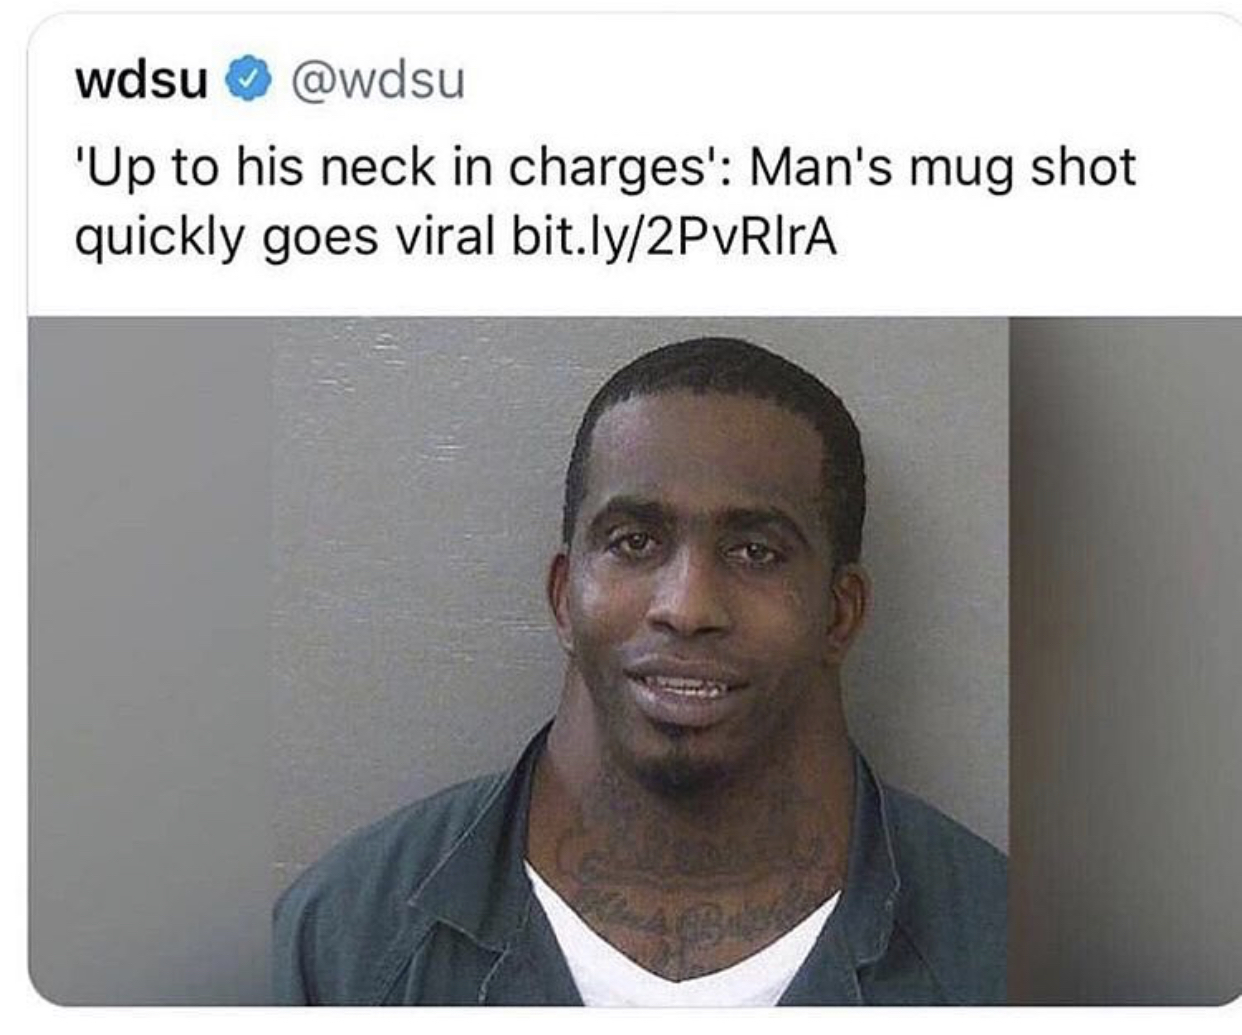 wdsu @wdsu
'Up to his neck in charges': Man's mug shot
quickly goes viral bit.ly/2PvRlrA